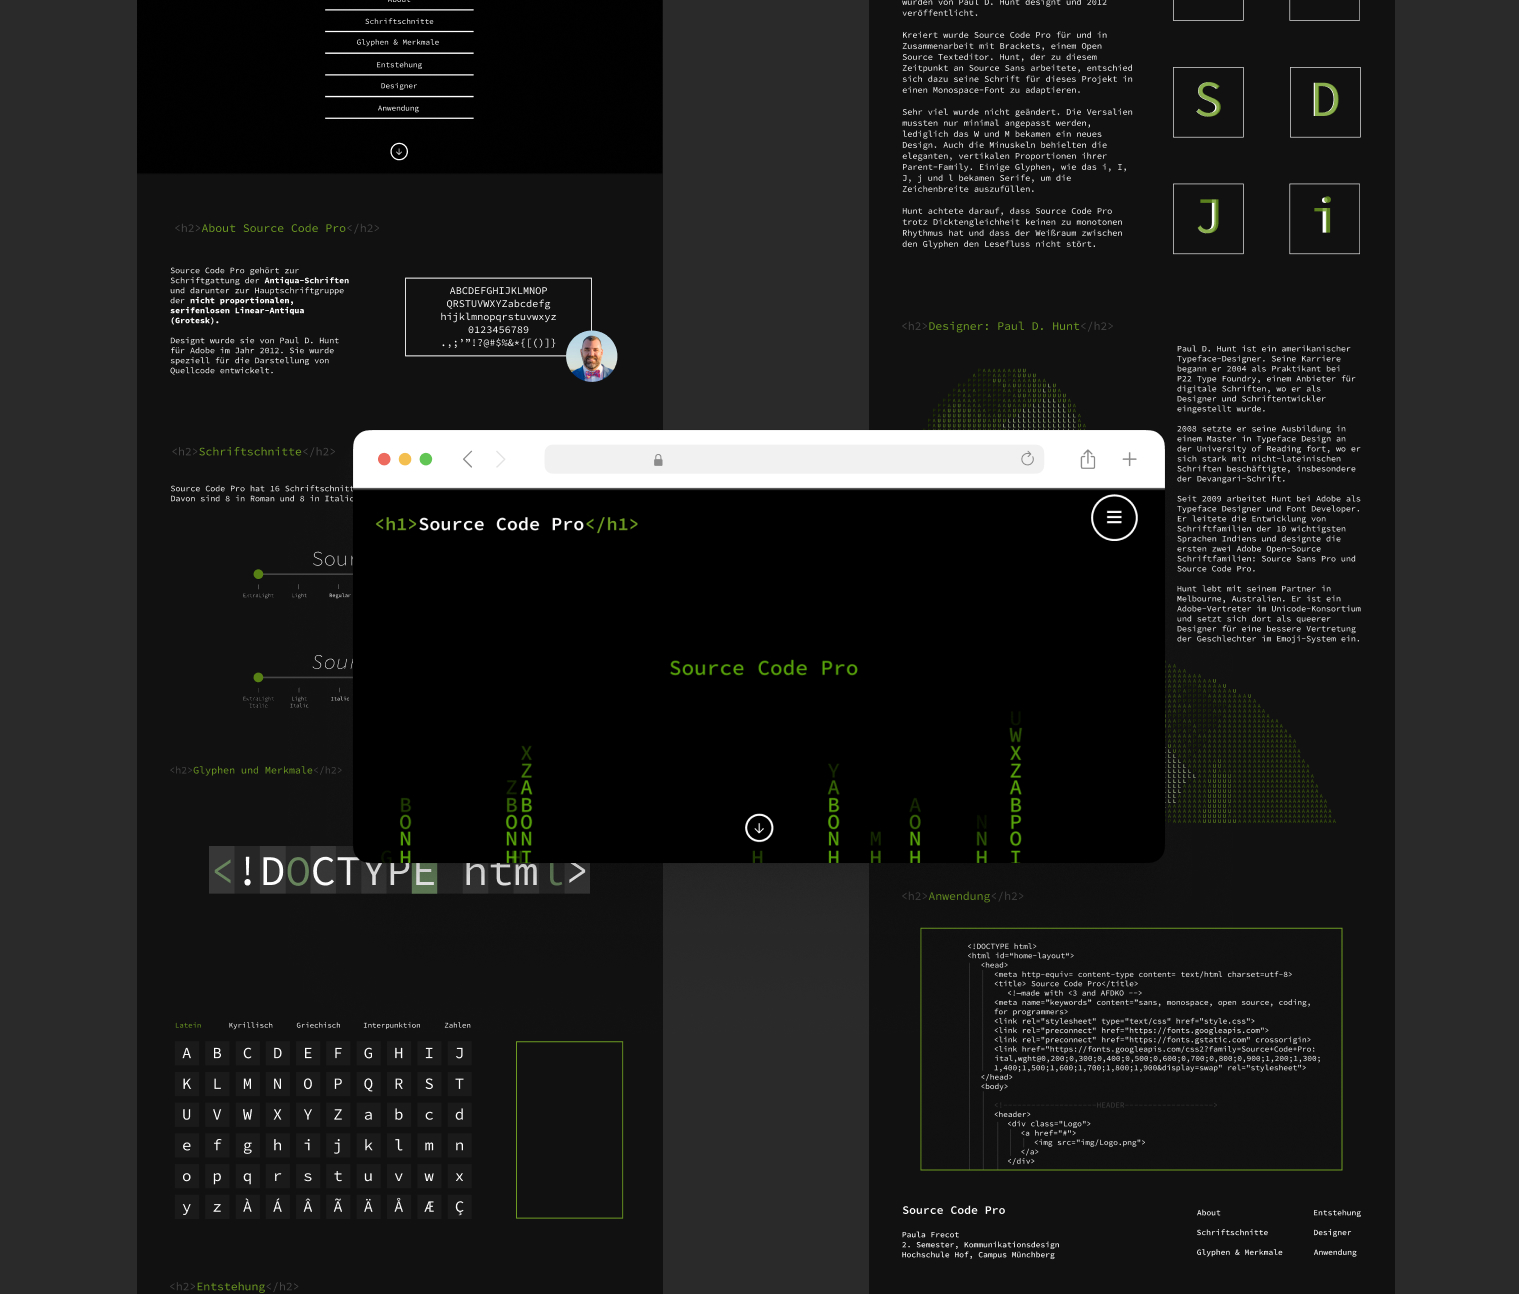 About
Schriftschnitte
Glyphen & Merkmale
Entstehung
Designer
Anwendung
<h2>About Source Code Pro</h2>
Source Code Pro gehört zur
Schriftgattung der Antiqua-Schriften
und darunter zur Hauptschriftgruppe
der nicht proportionalen,
serifenlosen Linear-Antiqua
(Grotesk).
Designt wurde sie von Paul D. Hunt
für Adobe im Jahr 2012. Sie wurde
speziell für die Darstellung von
Quellcode entwickelt.
ABCDEFGHIJKLMNOP
QRSTUVWXYZabcdefg
hijklmnopqrstuvwxyz
0123456789
.,;’”!?@#$%&*{[()]}
<h2>Schriftschnitte</h2>
Source Code Pro hat 16 Schriftschnitt
Davon sind 8 in Roman und 8 in Italic
Sour
ExtraLight Light Regular
Sour
ExtraLight Light Italic
Italic Italic
<h2>Glyphen und Merkmale</h2>
<!DOCTYPE html>
Latein Kyrillisch Griechisch Interpunktion Zahlen
A B C D E F G H I J
K L M N O P Q R S T
U V W X Y Z a b c d
e f g h i j k l m n
o p q r s t u v w x
y z À Á Â Ã Ä Å Æ Ç
<h2>Entstehung</h2>
<h1>Source Code Pro</h1>
Source Code Pro
U
W
X X
Z Y Z
Z A A A
B B B B A B
O O O O O N P
N N N N M N N O
G H H H I H H H H H I
wurden von Paul D. Hunt designt und 2012
veröffentlicht.
Kreiert wurde Source Code Pro für und in
Zusammenarbeit mit Brackets, einem Open
Source Texteditor. Hunt, der zu diesem
Zeitpunkt an Source Sans arbeitete, entschied
sich dazu seine Schrift für dieses Projekt in
einen Monospace-Font zu adaptieren.
Sehr viel wurde nicht geändert. Die Versalien
mussten nur minimal angepasst werden,
lediglich das W und M bekamen ein neues
Design. Auch die Minuskeln behielten die
eleganten, vertikalen Proportionen ihrer
Parent-Family. Einige Glyphen, wie das i, I,
J, j und l bekamen Serife, um die
Zeichenbreite auszufüllen.
Hunt achtete darauf, dass Source Code Pro
trotz Dicktengleichheit keinen zu monotonen
Rhythmus hat und dass der Weißraum zwischen
den Glyphen den Lesefluss nicht stört.
S D
J i
<h2>Designer: Paul D. Hunt</h2>
Paul D. Hunt ist ein amerikanischer
Typeface-Designer. Seine Karriere
begann er 2004 als Praktikant bei
P22 Type Foundry, einem Anbieter für
digitale Schriften, wo er als
Designer und Schriftentwickler
eingestellt wurde.
2008 setzte er seine Ausbildung in
einem Master in Typeface Design an
der University of Reading fort, wo er
sich stark mit nicht-lateinischen
Schriften beschäftigte, insbesondere
der Devangari-Schrift.
Seit 2009 arbeitet Hunt bei Adobe als
Typeface Designer und Font Developer.
Er leitete die Entwicklung von
Schriftfamilien der 10 wichtigsten
Sprachen Indiens und designte die
ersten zwei Adobe Open-Source
Schriftfamilien: Source Sans Pro und
Source Code Pro.
Hunt lebt mit seinem Partner in
Melbourne, Australien. Er ist ein
Adobe-Vertreter im Unicode-Konsortium
und setzt sich dort als queerer
Designer für eine bessere Vertretung
der Geschlechter im Emoji-System ein.
<h2>Anwendung</h2>
<!DOCTYPE html>
<html id="home-layout">
<head>
<meta http-equiv= content-type content= text/html charset=utf-8>
<title> Source Code Pro</title>
<!—made with <3 and AFDKO -->
<meta name="keywords" content="sans, monospace, open source, coding,
for programmers>
<link rel="stylesheet" type="text/css" href="style.css">
<link rel="preconnect" href="https://fonts.googleapis.com">
<link rel="preconnect" href="https://fonts.gstatic.com" crossorigin>
<link href="https://fonts.googleapis.com/css2?family=Source+Code+Pro:
ital,wght@0,200;0,300;0,400;0,500;0,600;0,700;0,800;0,900;1,200;1,300;
1,400;1,500;1,600;1,700;1,800;1,900&display=swap" rel="stylesheet">
</head>
<body>
<!---------------------HEADER--------------------->
<header>
<div class="Logo">
<a href="#">
<img src="img/Logo.png">
</a>
</div>
Source Code Pro
Paula Frecot
2. Semester, Kommunikationsdesign
Hochschule Hof, Campus Münchberg
About Entstehung
Schriftschnitte Designer
Glyphen & Merkmale Anwendung